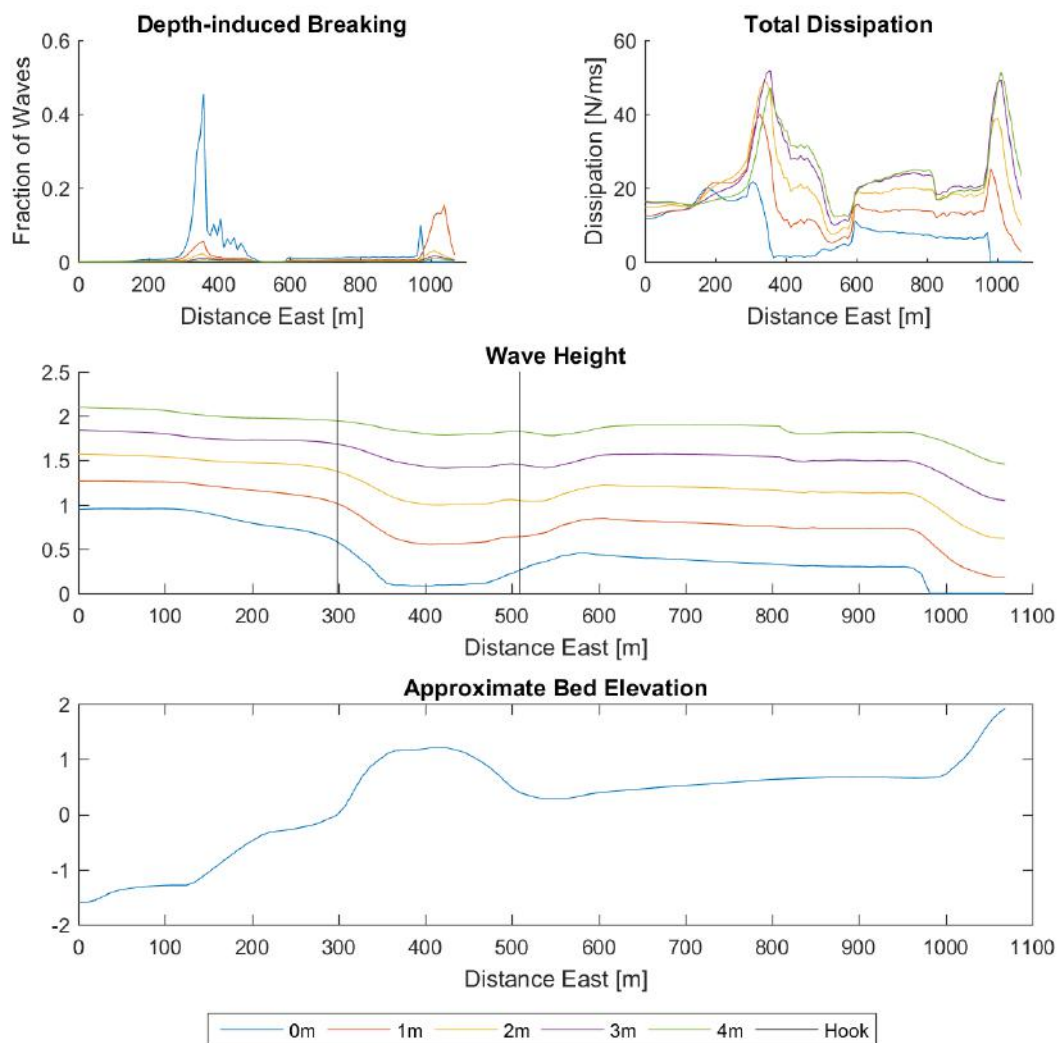 Depth-induced Breaking
Fraction of Waves
0.6
0.4
0.2
0
0 200 400 600 800 1000
Distance East [m]
Total Dissipation
Dissipation [N/ms]
60
40
20
0
0 200 400 600 800 1000
Distance East [m]
Wave Height
2.5
2
1.5
1
0.5
0
0 100 200 300 400 500 600 700 800 900 1000 1100
Distance East [m]
Approximate Bed Elevation
2
1
0
-1
-2
0 100 200 300 400 500 600 700 800 900 1000 1100
Distance East [m]
0m 1m 2m 3m 4m Hook